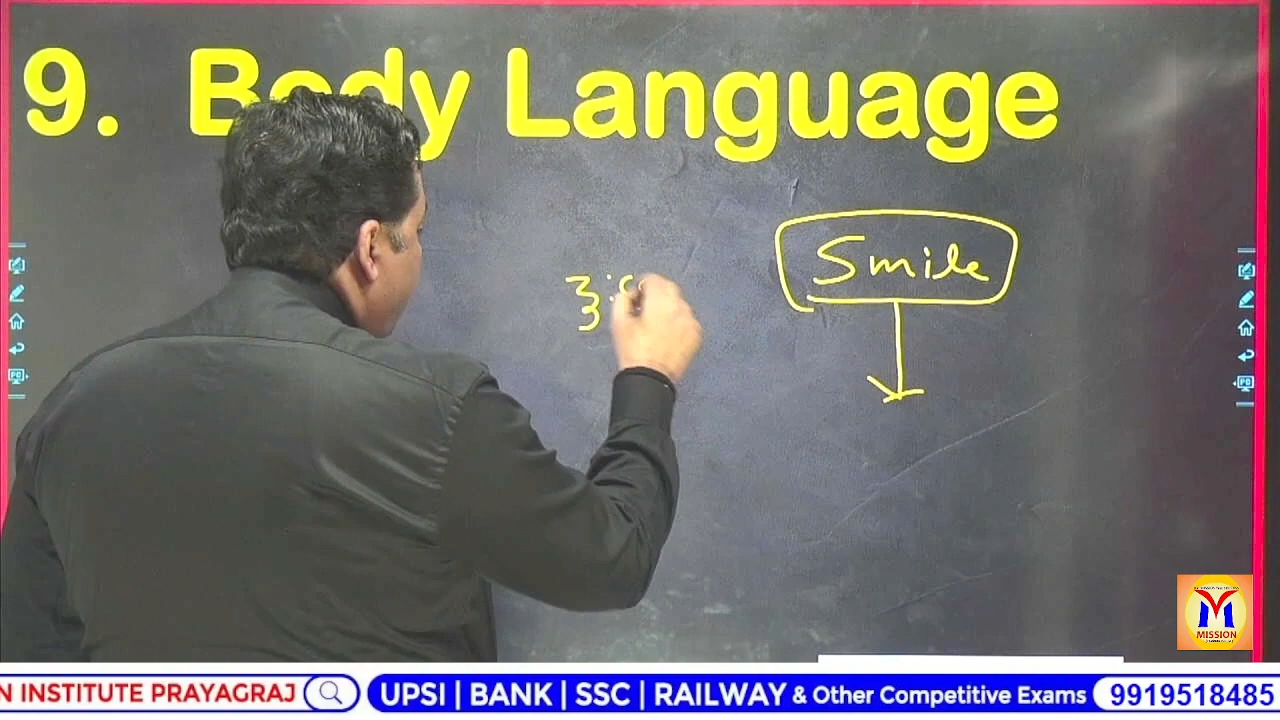 9. Body Language
Smile
MISSION
N INSTITUTE PRAYAGRAJ
UPSI | BANK | SSC | RAILWAY & Other Competitive Exams
9919518485